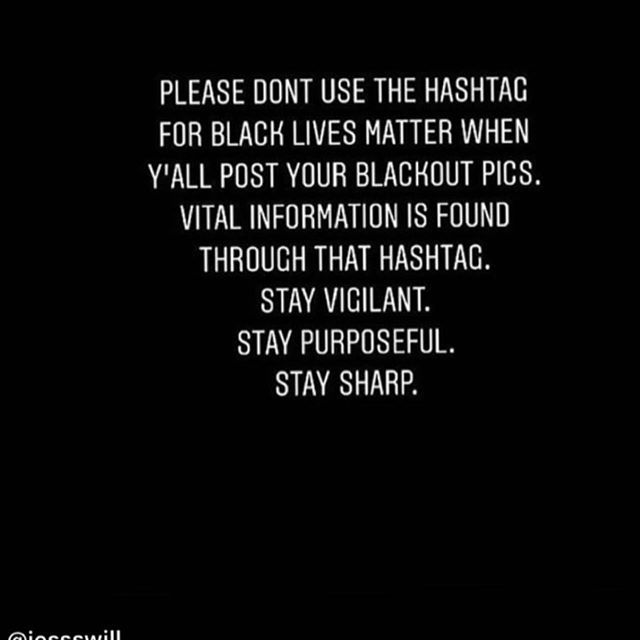 PLEASE DONT USE THE HASHTAG
FOR BLACK LIVES MATTER WHEN
Y'ALL POST YOUR BLACKOUT PICS.
VITAL INFORMATION IS FOUND
THROUGH THAT HASHTAG.
STAY VIGILANT.
STAY PURPOSEFUL.
STAY SHARP.